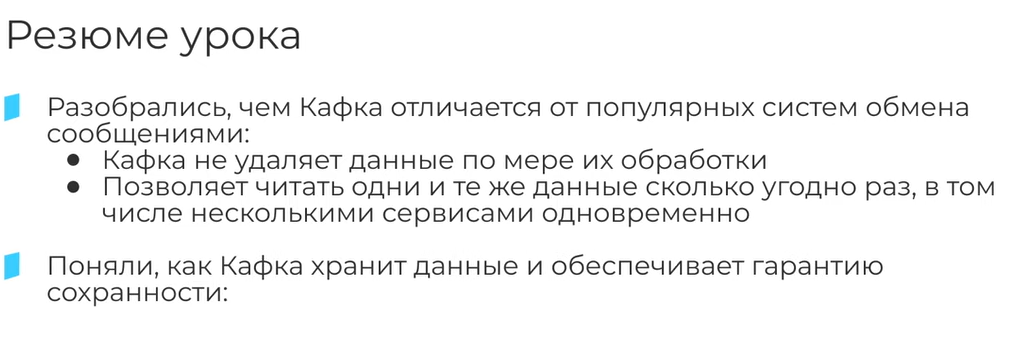 Резюме урока
Разобрались, чем Кафка отличается от популярных систем обмена
сообщениями:
● Кафка не удаляет данные по мере их обработки
● Позволяет читать одни и те же данные сколько угодно раз, в том
числе несколькими сервисами одновременно
Поняли, как Кафка хранит данные и обеспечивает гарантию
сохранности: